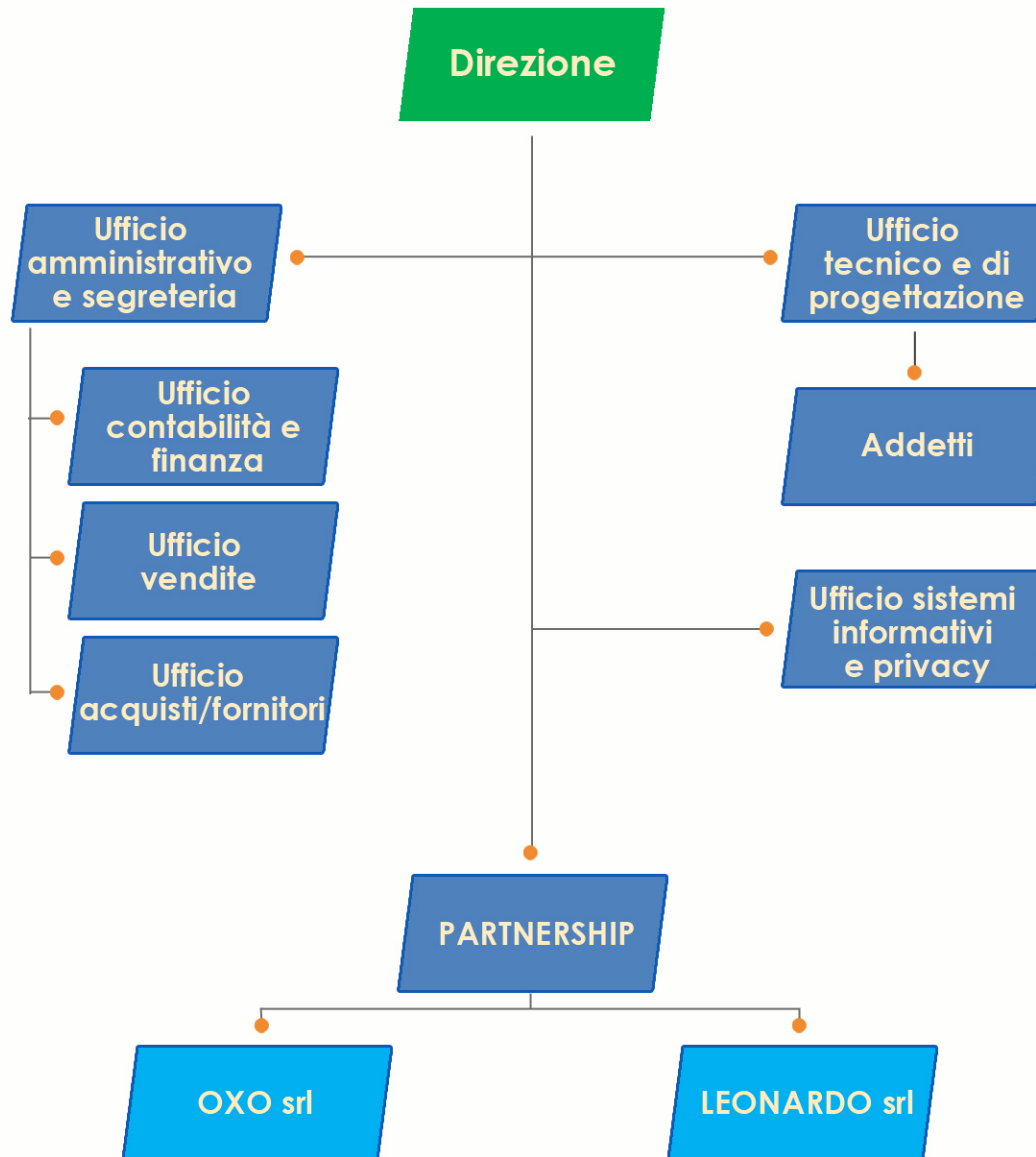 Direzione
Ufficio
amministrativo
e segreteria
Ufficio
contabilità e
finanza
Ufficio
vendite
Ufficio
acquisti/fornitori
Ufficio
tecnico e di
progettazione
Addetti
Ufficio sistemi
informativi
e privacy
PARTNERSHIP
OXO srl
LEONARDO srl